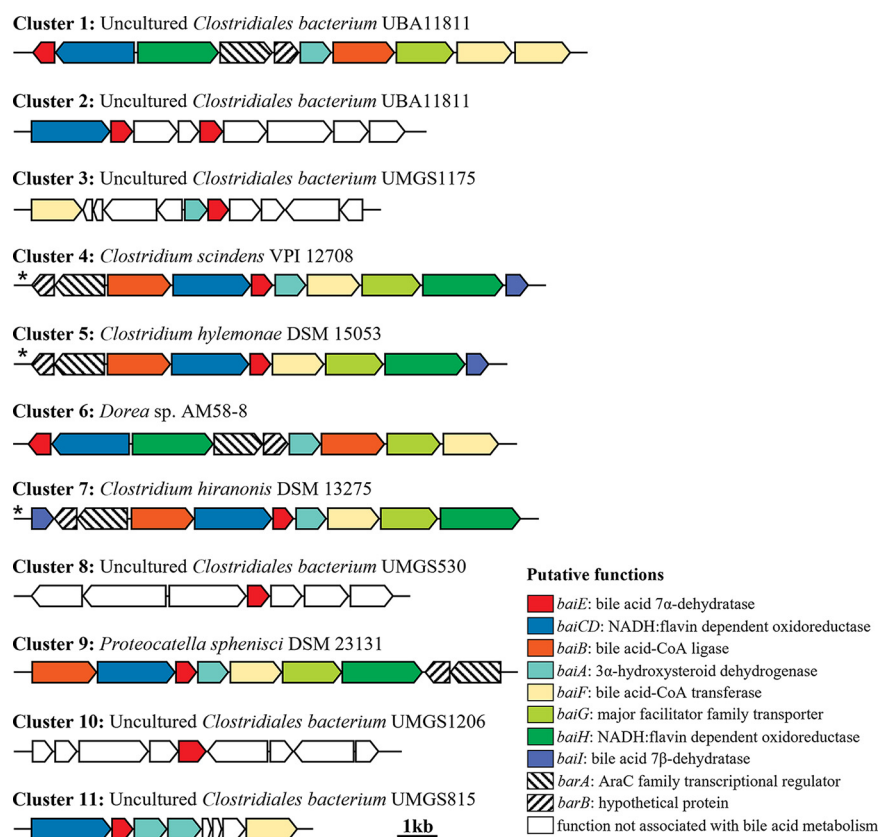 Cluster 1: Uncultured Clostridiales bacterium UBA11811
Cluster 2: Uncultured Clostridiales bacterium UBA11811
Cluster 3: Uncultured Clostridiales bacterium UMGS1175
Cluster 4: Clostridium scindens VPI 12708
*
Cluster 5: Clostridium hylemonae DSM 15053
*
Cluster 6: Dorea sp. AM58-8
Cluster 7: Clostridium hiranonis DSM 13275
*
Cluster 8: Uncultured Clostridiales bacterium UMGS530
Cluster 9: Proteocatella sphenisci DSM 23131
Cluster 10: Uncultured Clostridiales bacterium UMGS1206
Cluster 11: Uncultured Clostridiales bacterium UMGS815
1kb
Putative functions
baiE: bile acid 7α-dehydratase
baiCD: NADH:flavin dependent oxidoreductase
baiB: bile acid-CoA ligase
baiA: 3α-hydroxysteroid dehydrogenase
baiF: bile acid-CoA transferase
baiG: major facilitator family transporter
baiH: NADH:flavin dependent oxidoreductase
baiI: bile acid 7β-dehydratase
barA: AraC family transcriptional regulator
barB: hypothetical protein
function not associated with bile acid metabolism